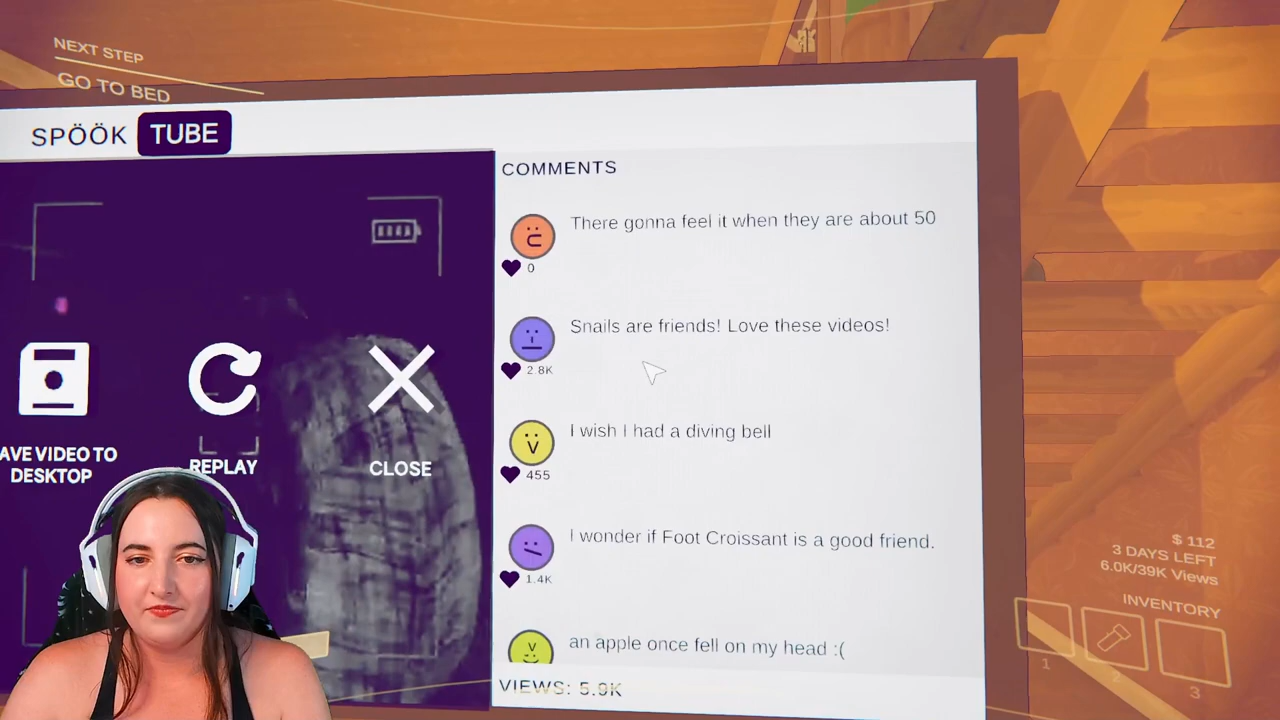 NEXT STEP
GO TO BED
SPÖÖK TUBE
AVE VIDEO TO
DESKTOP
REPLAY
CLOSE
COMMENTS
There gonna feel it when they are about 50
0
Snails are friends! Love these videos!
2.8K
I wish I had a diving bell
455
I wonder if Foot Croissant is a good friend.
1.4K
an apple once fell on my head :(
VIEWS: 5.9K
$ 112
3 DAYS LEFT
6.0K/39K Views
INVENTORY
1
2
3